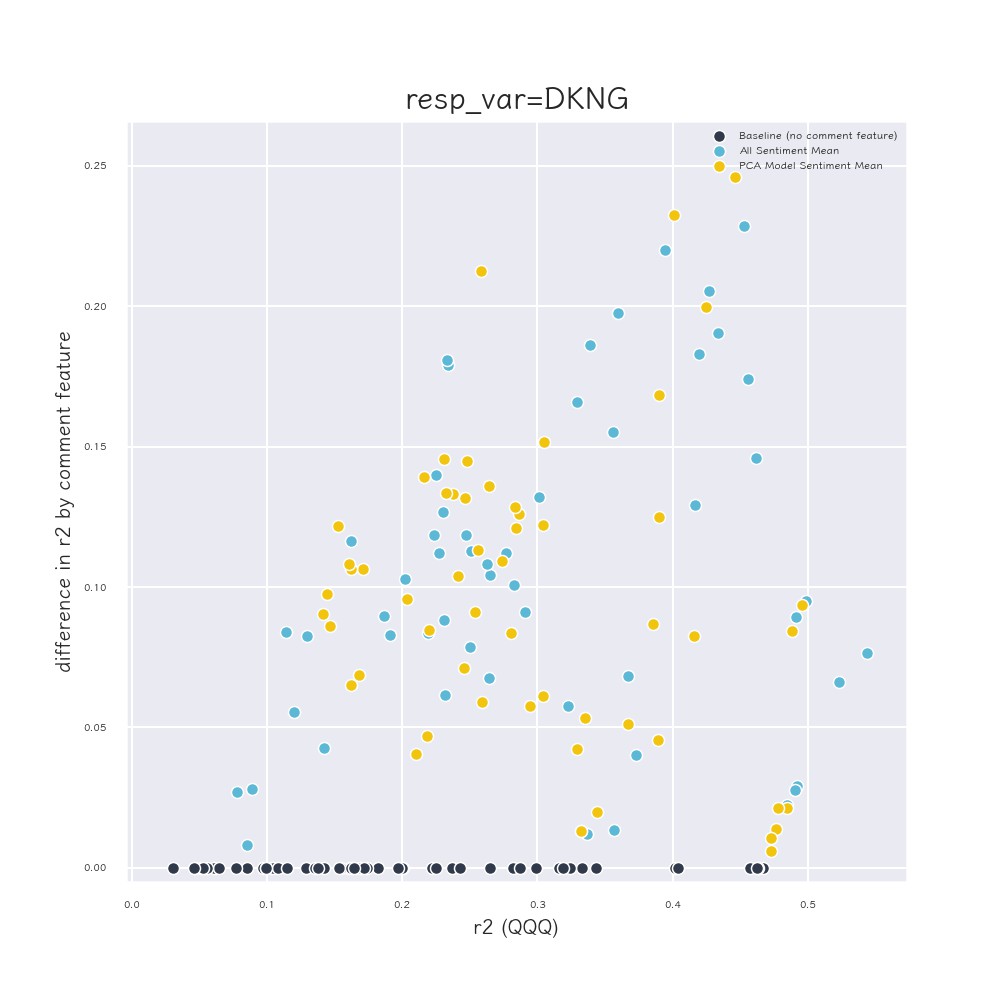 resp_var=DKNG
Baseline (no comment feature)
All Sentiment Mean
PCA Model Sentiment Mean
0.25
0.20
0.15
0.10
0.05
0.00
difference in r2 by comment feature
0.0 0.1 0.2 0.3 0.4 0.5
r2 (QQQ)